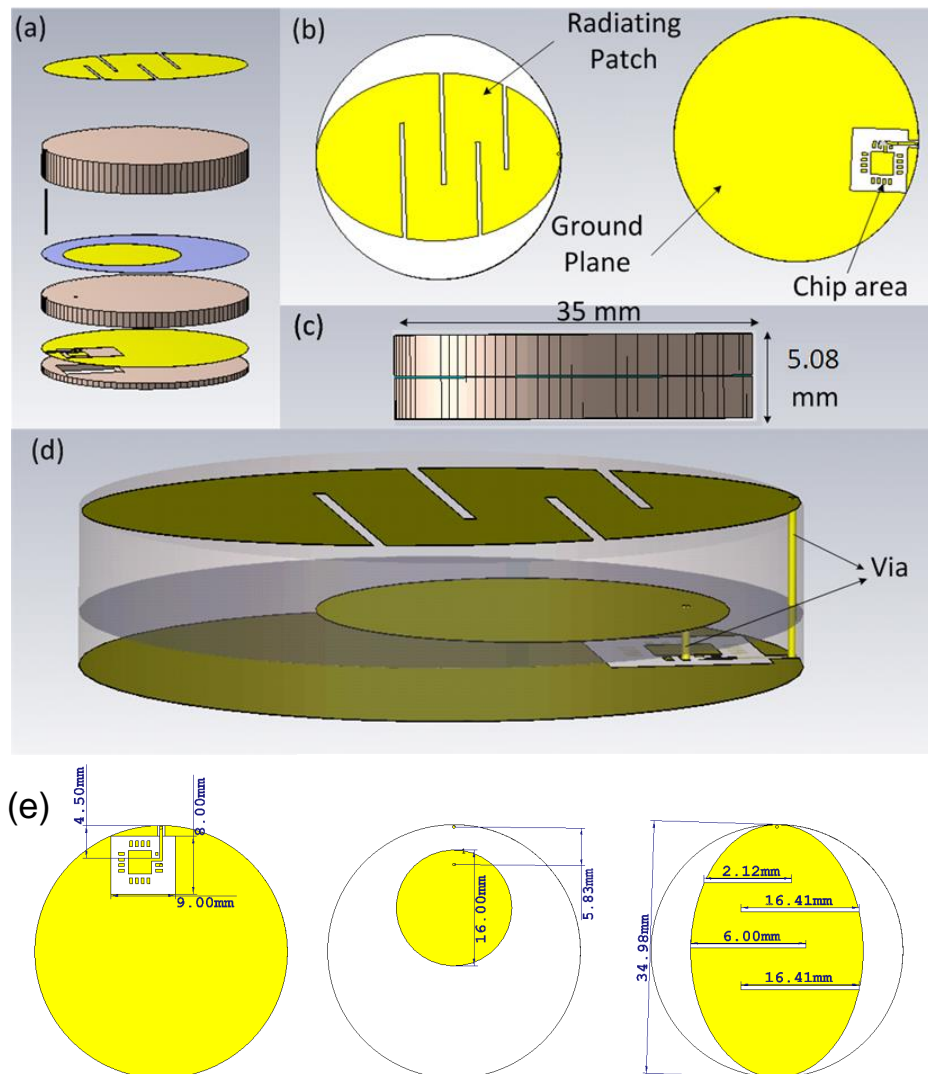 (a)
(b)
Radiating
Patch
Ground
Plane
Chip area
(c)
35 mm
5.08
mm
(d)
Via
(e)
4.50mm
8.00mm
9.00mm
16.00mm
5.83mm
34.98mm
2.12mm
16.41mm
6.00mm
16.41mm